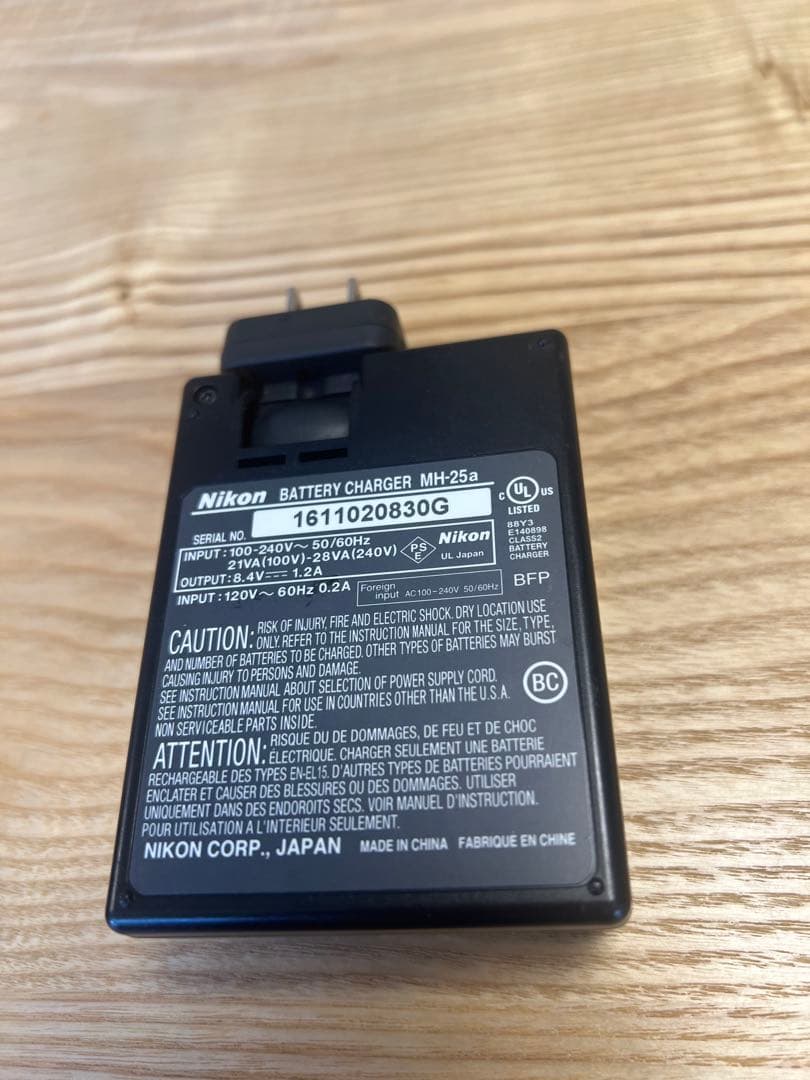 Nikon BATTERY CHARGER MH-25a
SERIAL NO. 1611020830G
C UL US
LISTED
88Y3
E140898
CLASS2
BATTERY
CHARGER
INPUT:100-240V～ 50/60Hz
21VA(100V)-28VA(240V)
OUTPUT:8.4V⎓ 1.2A
PS
E
Nikon
UL Japan
INPUT:120V～ 60Hz 0.2A
Foreign
input AC100-240V 50/60Hz
BFP
CAUTION: RISK OF INJURY, FIRE AND ELECTRIC SHOCK. DRY LOCATION USE
ONLY. REFER TO THE INSTRUCTION MANUAL FOR THE SIZE, TYPE,
AND NUMBER OF BATTERIES TO BE CHARGED. OTHER TYPES OF BATTERIES MAY BURST
CAUSING INJURY TO PERSONS AND DAMAGE.
SEE INSTRUCTION MANUAL ABOUT SELECTION OF POWER SUPPLY CORD.
SEE INSTRUCTION MANUAL FOR USE IN COUNTRIES OTHER THAN THE U.S.A.
NON SERVICEABLE PARTS INSIDE.
BC
ATTENTION: RISQUE DU DE DOMMAGES, DE FEU ET DE CHOC
ÉLECTRIQUE. CHARGER SEULEMENT UNE BATTERIE
RECHARGEABLE DES TYPES EN-EL15. D'AUTRES TYPES DE BATTERIES POURRAIENT
ENCLATER ET CAUSER DES BLESSURES OU DES DOMMAGES. UTILISER
UNIQUEMENT DANS DES ENDOROITS SECS. VOIR MANUEL D'INSTRUCTION.
POUR UTILISATION A L'INTERIEUR SEULEMENT.
NIKON CORP., JAPAN MADE IN CHINA FABRIQUE EN CHINE